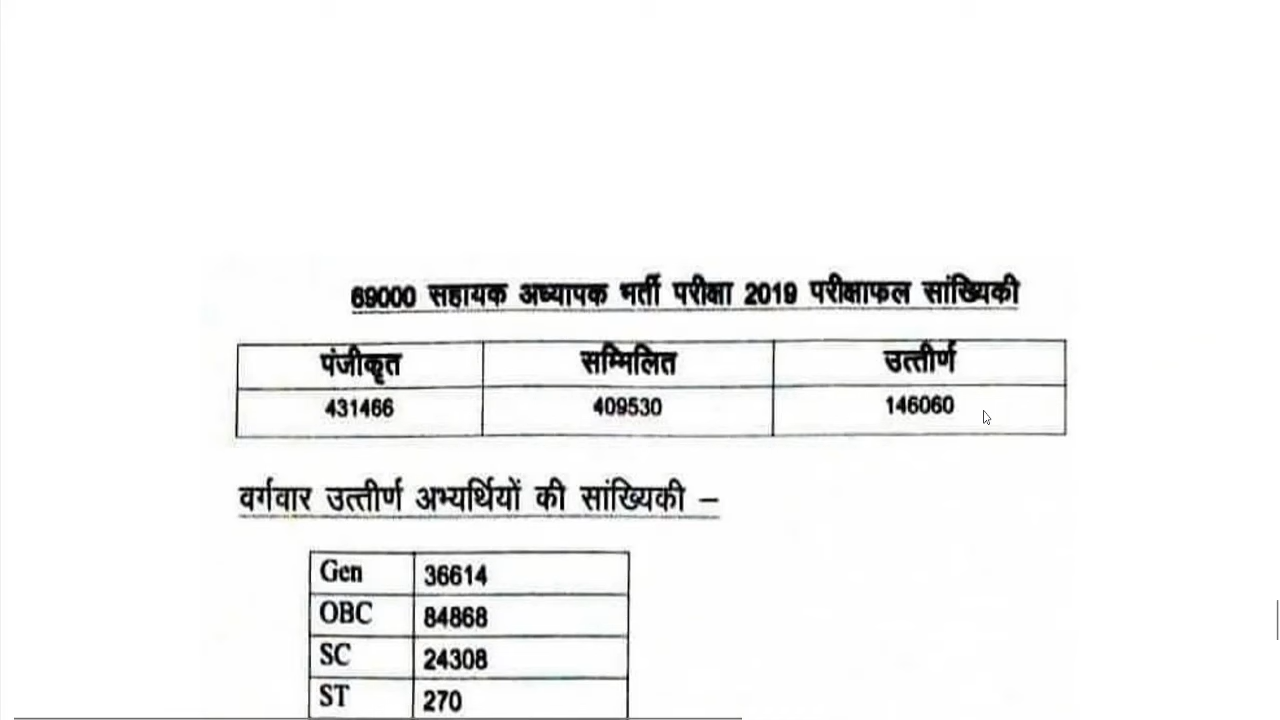 69000 सहायक अध्यापक भर्ती परीक्षा 2019 परीक्षाफल सांख्यिकी
पंजीकृत सम्मिलित उत्तीर्ण
431466 409530 146060
वर्गवार उत्तीर्ण अभ्यर्थियों की सांख्यिकी –
Gen 36614
OBC 84868
SC 24308
ST 270